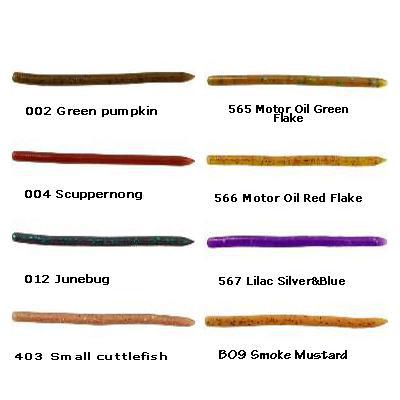 002 Green pumpkin
565 Motor Oil Green
Flake
004 Scuppernong
566 Motor Oil Red Flake
012 Junebug
567 Lilac Silver&Blue
403 Small cuttlefish
B09 Smoke Mustard